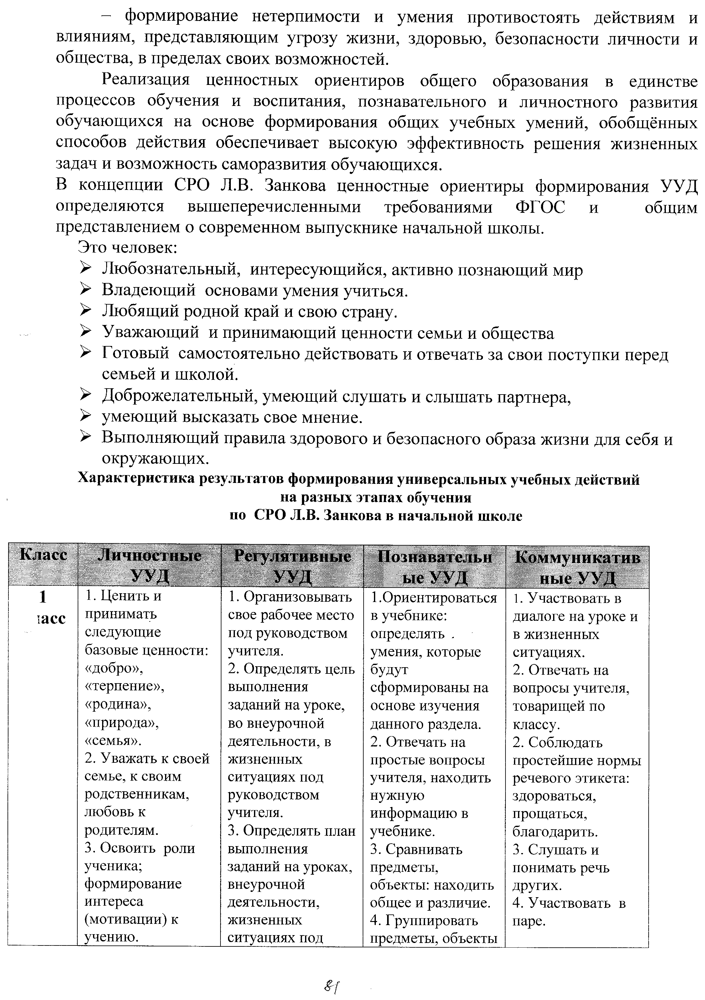 – формирование нетерпимости и умения противостоять действиям и
влияниям, представляющим угрозу жизни, здоровью, безопасности личности и
общества, в пределах своих возможностей.
Реализация ценностных ориентиров общего образования в единстве
процессов обучения и воспитания, познавательного и личностного развития
обучающихся на основе формирования общих учебных умений, обобщённых
способов действия обеспечивает высокую эффективность решения жизненных
задач и возможность саморазвития обучающихся.
В концепции СРО Л.В. Занкова ценностные ориентиры формирования УУД
определяются вышеперечисленными требованиями ФГОС и общим
представлением о современном выпускнике начальной школы.
Это человек:
➢ Любознательный, интересующийся, активно познающий мир
➢ Владеющий основами умения учиться.
➢ Любящий родной край и свою страну.
➢ Уважающий и принимающий ценности семьи и общества
➢ Готовый самостоятельно действовать и отвечать за свои поступки перед
семьей и школой.
➢ Доброжелательный, умеющий слушать и слышать партнера,
➢ умеющий высказать свое мнение.
➢ Выполняющий правила здорового и безопасного образа жизни для себя и
окружающих.
Характеристика результатов формирования универсальных учебных действий
на разных этапах обучения
по СРО Л.В. Занкова в начальной школе
Класс
Личностные
УУД
Регулятивные
УУД
Познавательн
ые УУД
Коммуникатив
ные УУД
1
ласс
1. Ценить и
принимать
следующие
базовые ценности:
«добро»,
«терпение»,
«родина»,
«природа»,
«семья».
2. Уважать к своей
семье, к своим
родственникам,
любовь к
родителям.
3. Освоить роли
ученика;
формирование
интереса
(мотивации) к
учению.
1. Организовывать
свое рабочее место
под руководством
учителя.
2. Определять цель
выполнения
заданий на уроке,
во внеурочной
деятельности, в
жизненных
ситуациях под
руководством
учителя.
3. Определять план
выполнения
заданий на уроках,
внеурочной
деятельности,
жизненных
ситуациях под
1.Ориентироваться
в учебнике:
определять
умения, которые
будут
сформированы на
основе изучения
данного раздела.
2. Отвечать на
простые вопросы
учителя, находить
нужную
информацию в
учебнике.
3. Сравнивать
предметы,
объекты: находить
общее и различие.
4. Группировать
предметы, объекты
1. Участвовать в
диалоге на уроке и
в жизненных
ситуациях.
2. Отвечать на
вопросы учителя,
товарищей по
классу.
2. Соблюдать
простейшие нормы
речевого этикета:
здороваться,
прощаться,
благодарить.
3. Слушать и
понимать речь
других.
4. Участвовать в
паре.
81